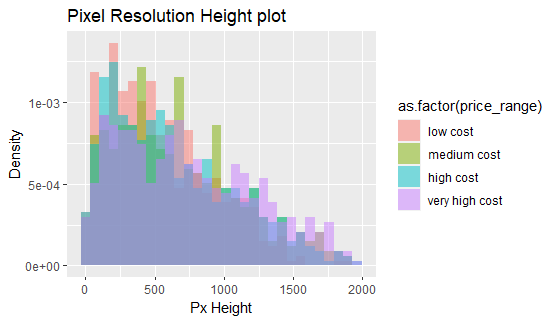 Pixel Resolution Height plot
Density
1e-03
5e-04
0e+00
0
500
1000
1500
2000
Px Height
as.factor(price_range)
low cost
medium cost
high cost
very high cost